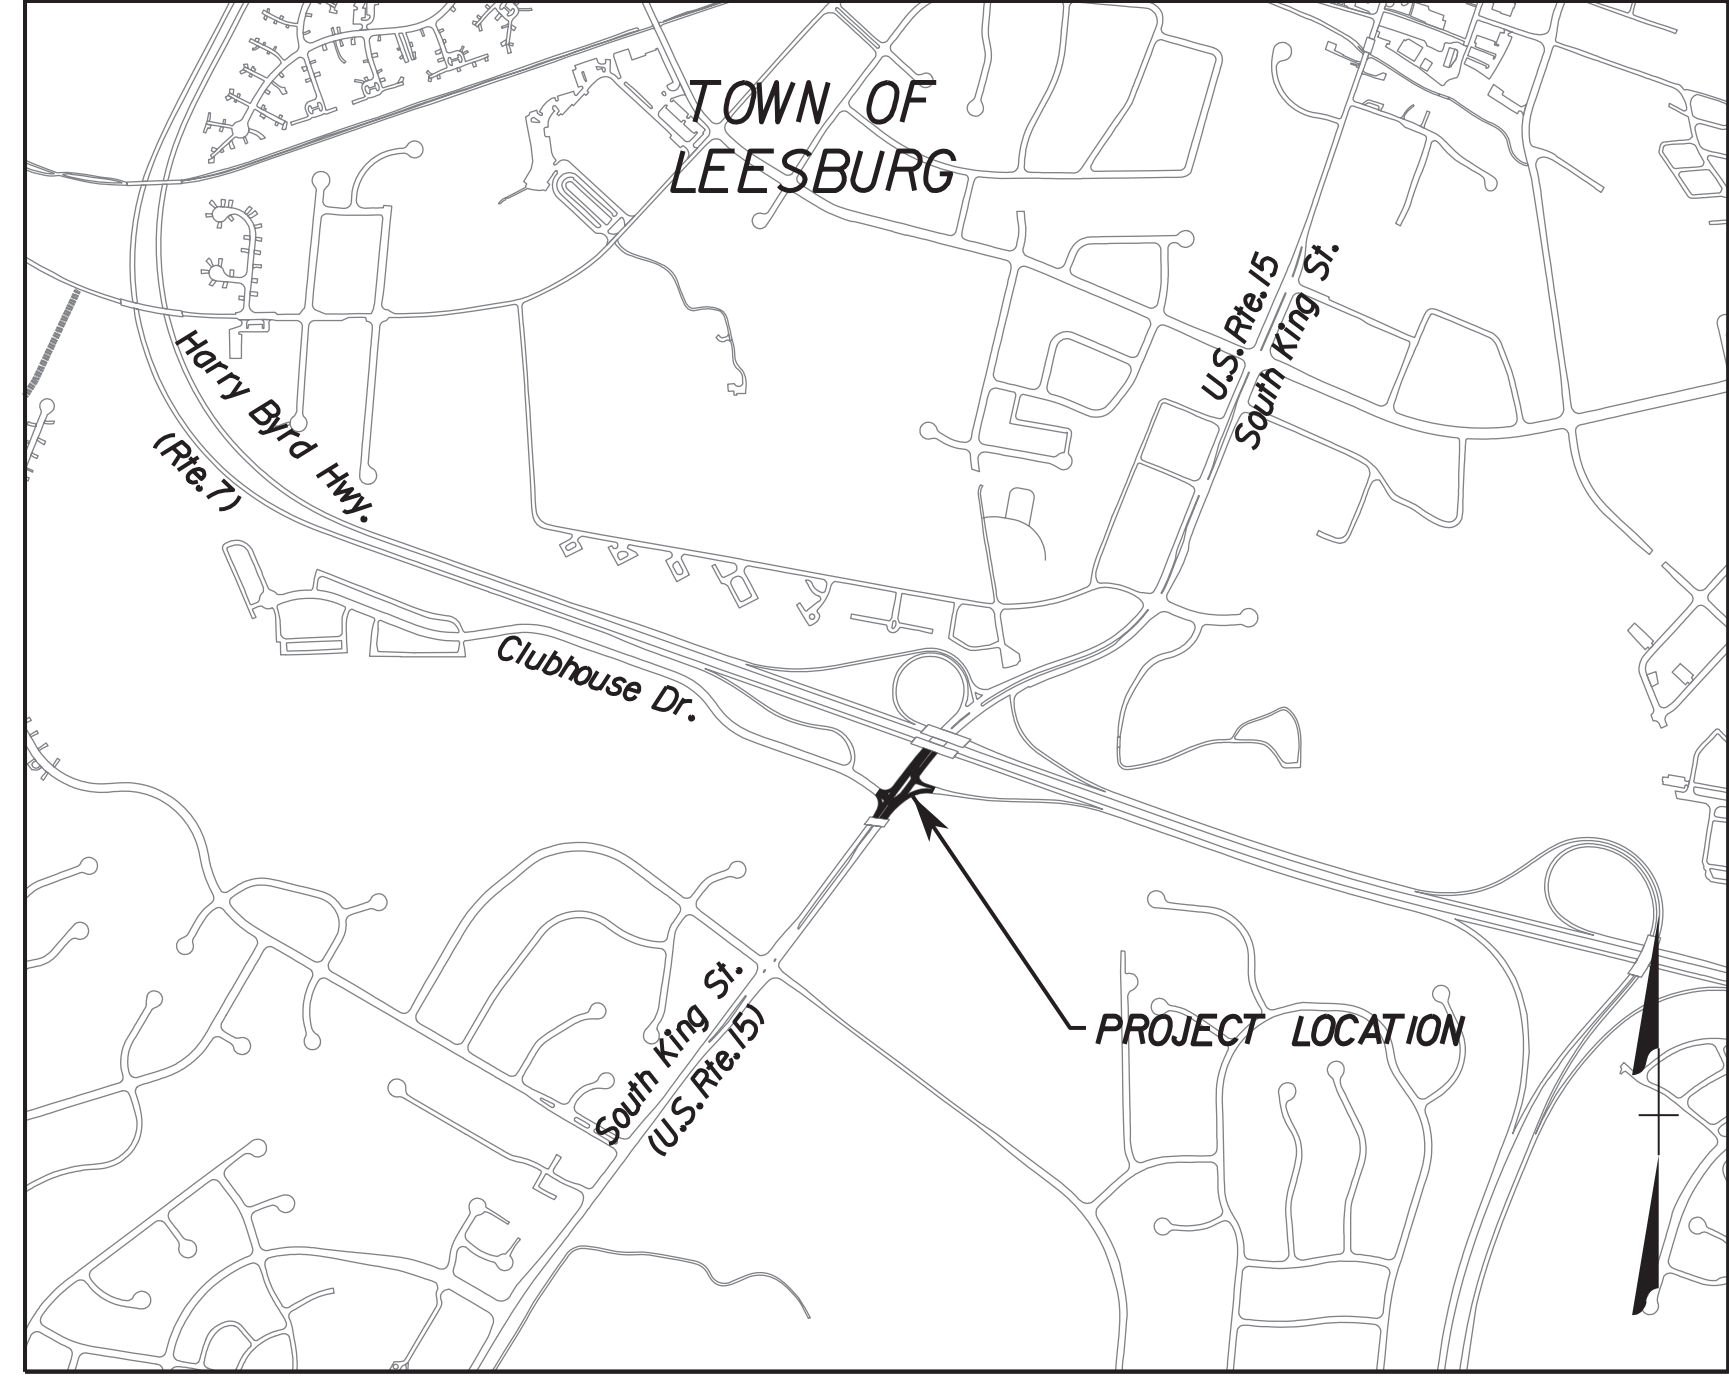 TOWN OF
LEESBURG
U.S. Rte. 15
South King St.
Harry Byrd Hwy.
(Rte. 7)
Clubhouse Dr.
PROJECT LOCATION
South King St.
(U.S. Rte. 15)